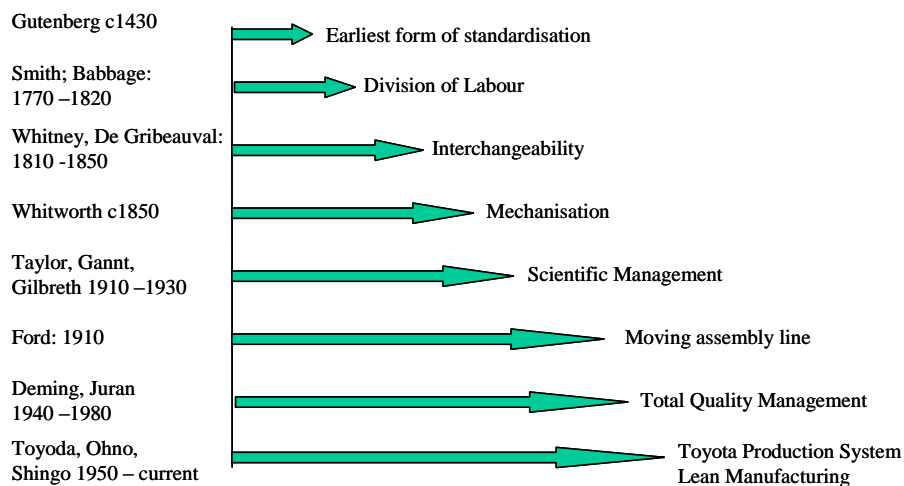 Gutenberg c1430
Earliest form of standardisation
Smith; Babbage:
1770 –1820
Division of Labour
Whitney, De Gribeauval:
1810 -1850
Interchangeability
Whitworth c1850
Mechanisation
Taylor, Gannt,
Gilbreth 1910 –1930
Scientific Management
Ford: 1910
Moving assembly line
Deming, Juran
1940 –1980
Total Quality Management
Toyoda, Ohno,
Shingo 1950 – current
Toyota Production System
Lean Manufacturing